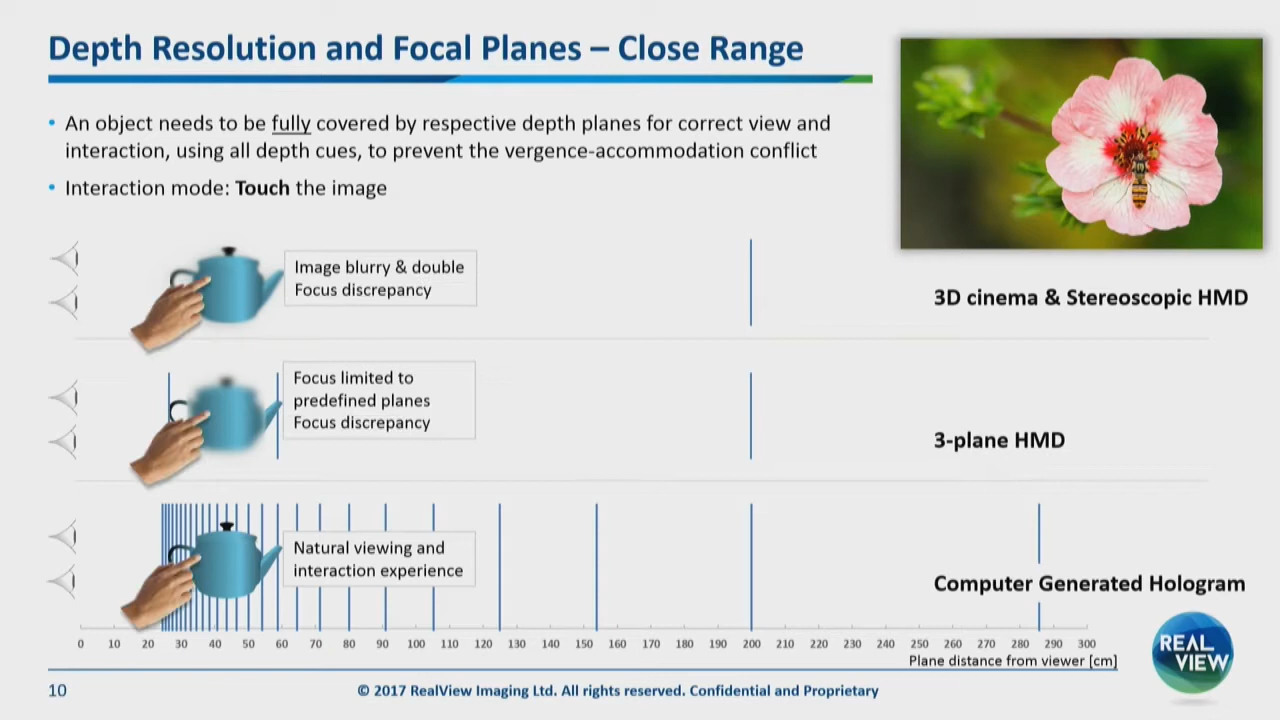 Depth Resolution and Focal Planes – Close Range
• An object needs to be fully covered by respective depth planes for correct view and
interaction, using all depth cues, to prevent the vergence-accommodation conflict
• Interaction mode: Touch the image
Image blurry & double
Focus discrepancy
3D cinema & Stereoscopic HMD
Focus limited to
predefined planes
Focus discrepancy
3-plane HMD
Natural viewing and
interaction experience
Computer Generated Hologram
0 10 20 30 40 50 60 70 80 90 100 110 120 130 140 150 160 170 180 190 200 210 220 230 240 250 260 270 280 290 300
Plane distance from viewer [cm]
REAL
VIEW
10
© 2017 RealView Imaging Ltd. All rights reserved. Confidential and Proprietary